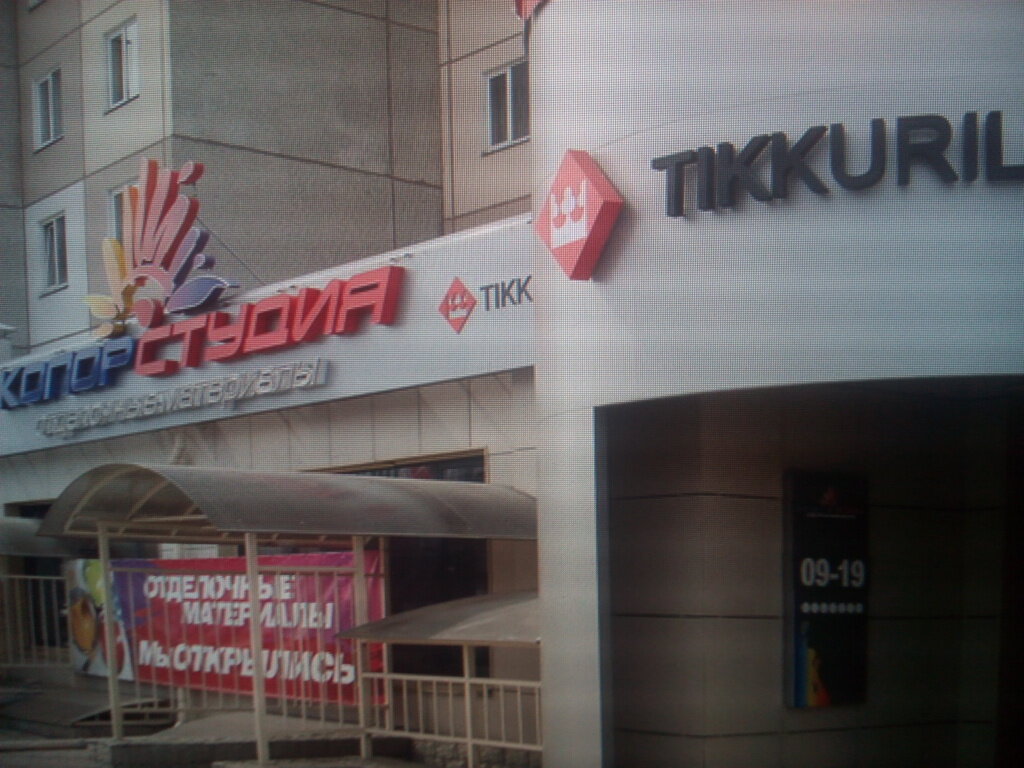 TIKKURIL
КОЛОРСТУДИЯ
TIKK
ОТДЕЛОЧНЫЕ МАТЕРИАЛЫ
ОТДЕЛОЧНЫЕ
МАТЕРИАЛЫ
МЫ ОТКРЫЛИСЬ
09-19